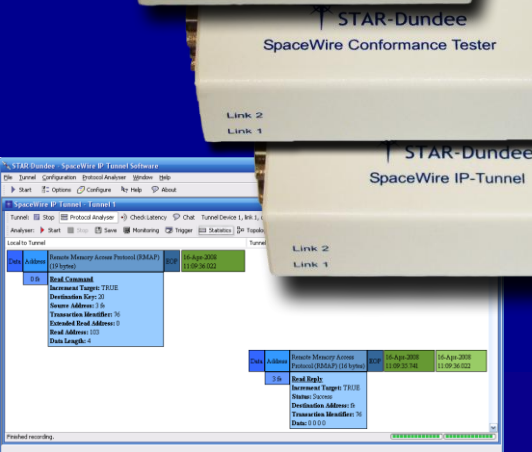 STAR-Dundee
SpaceWire Conformance Tester
Link 2
Link 1
STAR-Dundee
SpaceWire IP-Tunnel
Link 2
Link 1
STAR-Dundee - SpaceWire IP Tunnel Software
File Tunnel Configuration Protocol Analyser Window Help
Start Options Configure Help About
SpaceWire IP Tunnel - Tunnel 1
Tunnel: Stop Protocol Analyser Check Latency Chat Tunnel Device 1, link 1,
Analyser: Start Stop Save Monitoring Trigger Statistics
Local to Tunnel Tunnel
Data Address Remote Memory Access Protocol (RMAP) (19 bytes) EOP 16-Apr-2008 11:09:36.022
Read Command
Increment Target: TRUE
Destination Key: 20
Source Address: 3 fe
Transaction Identifier: 76
Extended Read Address: 0
Read Address: 103
Data Length: 4
Data Address Remote Memory Access Protocol (RMAP) (16 bytes) EOP 16-Apr-2008 16-Apr-2008 11:09:36.022
3 fe Read Reply
Increment Target: TRUE
Status: Success
Destination Address: fe
Transaction Identifier: 76
Data: 0 0 0 0
Finished recording.